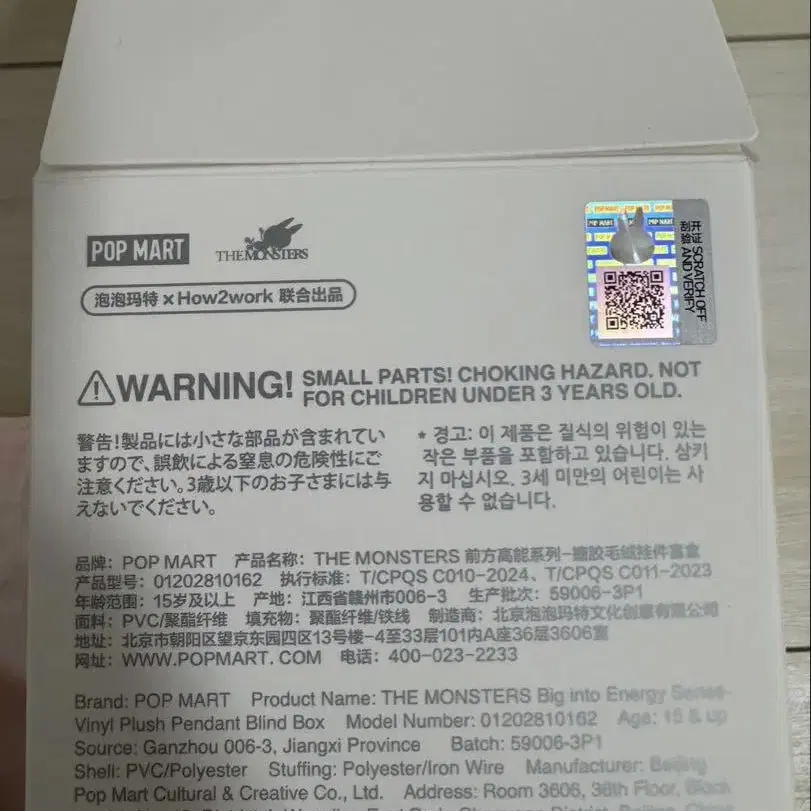 POP MART
THE MONSTERS
泡泡玛特 x How2work 联合出品
POP MART
SCRATCH OFF
AND VERIFY
WARNING! SMALL PARTS! CHOKING HAZARD. NOT
FOR CHILDREN UNDER 3 YEARS OLD.
警告!製品には小さな部品が含まれてい
ますので、誤飲による窒息の危険性にご
注意ください。3歳以下のお子さまには与
えないでください。
* 경고: 이 제품은 질식의 위험이 있는
작은 부품을 포함하고 있습니다. 삼키
지 마십시오. 3세 미만의 어린이는 사
용할 수 없습니다.
品牌: POP MART 产品名称: THE MONSTERS 前方高能系列-搪胶毛绒挂件盲盒
产品型号: 01202810162 执行标准: T/CPQS C010-2024、T/CPQS C011-2023
年龄范围: 15岁及以上 产地: 江西省赣州市006-3 生产批次: 59006-3P1
面料: PVC/聚酯纤维 填充物: 聚酯纤维/铁线 制造商: 北京泡泡玛特文化创意有限公司
地址: 北京市朝阳区望京东园四区13号楼-4至33层101内A座36层3606室
网址: WWW.POPMART.COM 电话: 400-023-2233
Brand: POP MART Product Name: THE MONSTERS Big into Energy Series-
Vinyl Plush Pendant Blind Box Model Number: 01202810162 Age: 15 & up
Source: Ganzhou 006-3, Jiangxi Province Batch: 59006-3P1
Shell: PVC/Polyester Stuffing: Polyester/Iron Wire Manufacturer: Beijing
Pop Mart Cultural & Creative Co., Ltd. Address: Room 3606, 36th Floor, Block